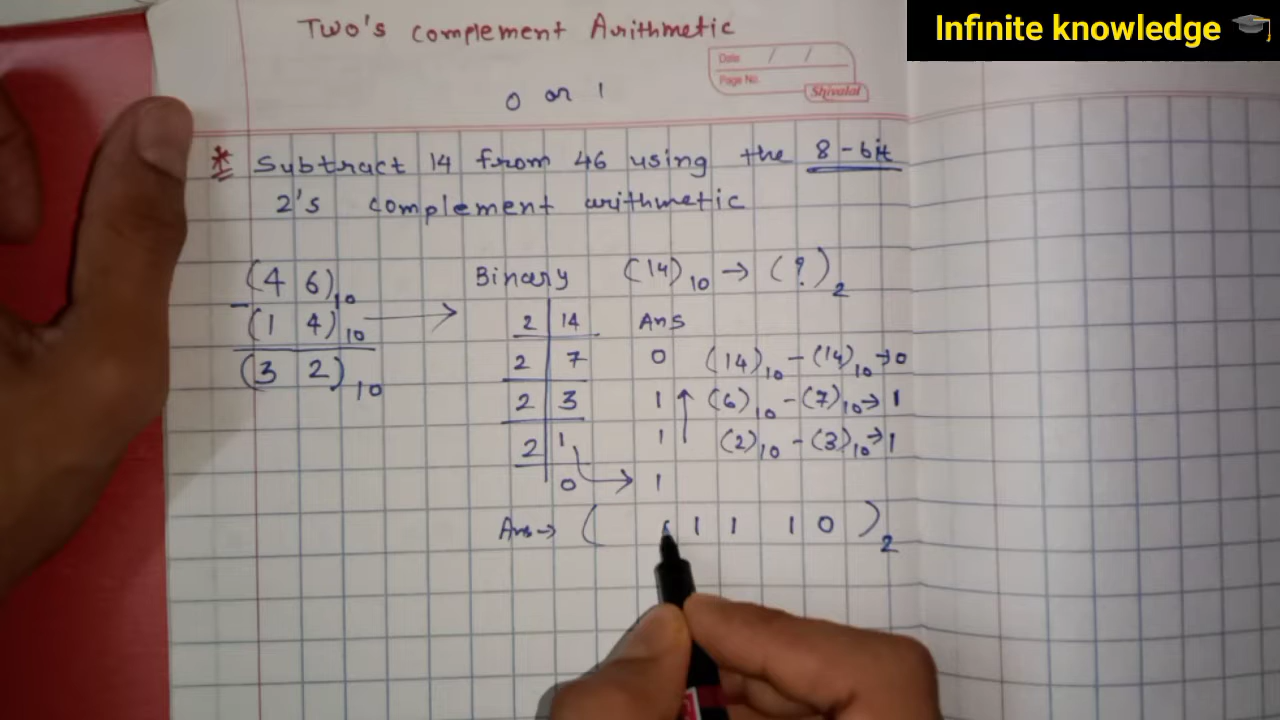 Infinite knowledge 🎓
Two's complement Arithmetic
Date / /
Page No.
Shivalal
0 or 1
* Subtract 14 from 46 using the 8-bit
2's complement arithmetic
(4 6)10
- (1 4)10
(3 2)10
Binary (14)10 → (?)2
2 | 14 Ans
2 | 7 0 (14)10 - (14)10 → 0
2 | 3 1 ↑ (6)10 - (7)10 → 1
2 | 1 1 (2)10 - (3)10 → 1
0 → 1
Ans → ( 1 1 1 0 )2